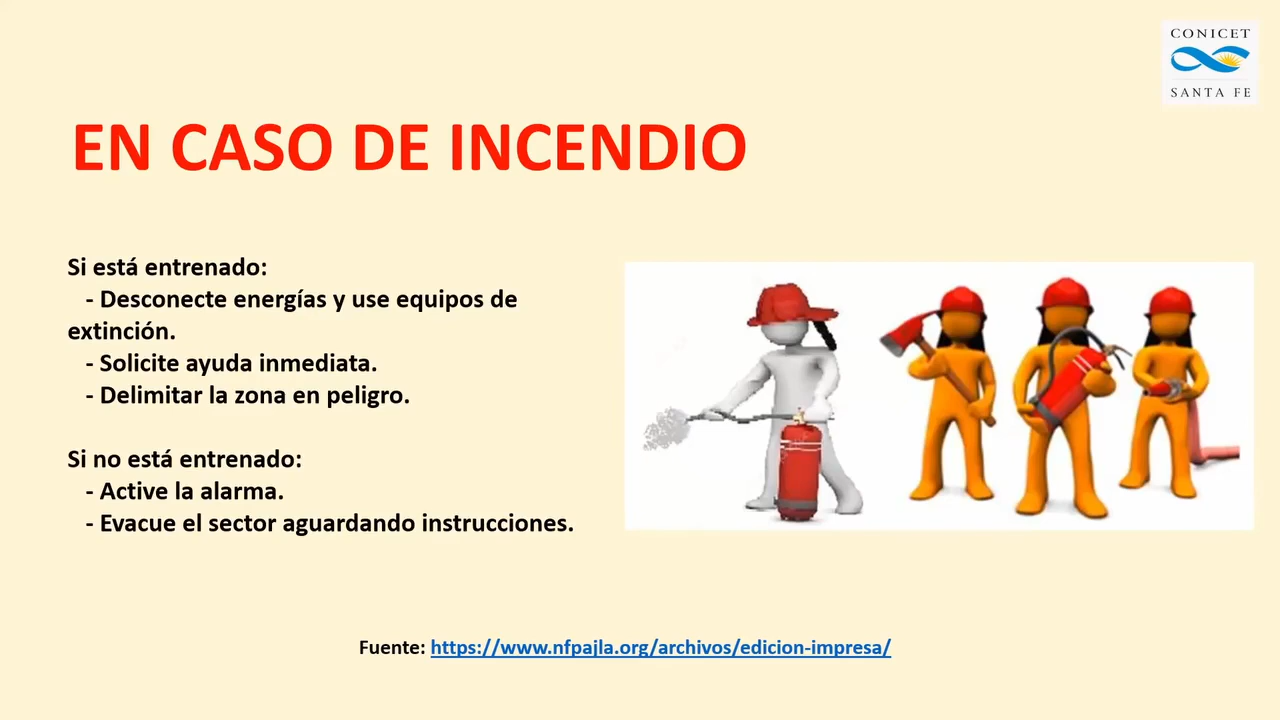 CONICET
SANTA FE
EN CASO DE INCENDIO
Si está entrenado:
- Desconecte energías y use equipos de
extinción.
- Solicite ayuda inmediata.
- Delimitar la zona en peligro.
Si no está entrenado:
- Active la alarma.
- Evacue el sector aguardando instrucciones.
Fuente: https://www.nfpajla.org/archivos/edicion-impresa/